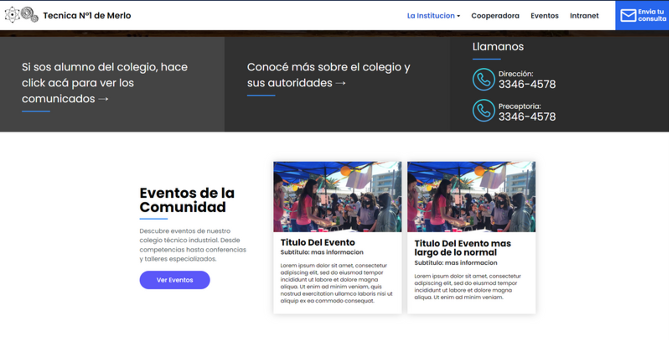 Tecnica N°1 de Merlo
La Institucion
Cooperadora
Eventos
Intranet
Envia tu
consulta
Si sos alumno del colegio, hace
click acá para ver los
comunicados →
Conocé más sobre el colegio y
sus autoridades →
Llamanos
Dirección:
3346-4578
Preceptoria:
3346-4578
Eventos de la
Comunidad
Descubre eventos de nuestro
colegio técnico industrial. Desde
competencias hasta conferencias
y talleres especializados.
Ver Eventos
Titulo Del Evento
Subtitulo: mas informacion
Lorem ipsum dolor sit amet, consectetur
adipiscing elit, sed do eiusmod tempor
incididunt ut labore et dolore magna
aliqua. Ut enim ad minim veniam, quis
nostrud exercitation ullamco laboris nisi ut
aliquip ex ea commodo consequat.
Titulo Del Evento mas
largo de lo normal
Subtitulo: mas informacion
Lorem ipsum dolor sit amet, consectetur
adipiscing elit, sed do eiusmod tempor
incididunt ut labore et dolore magna
aliqua. Ut enim ad minim veniam.